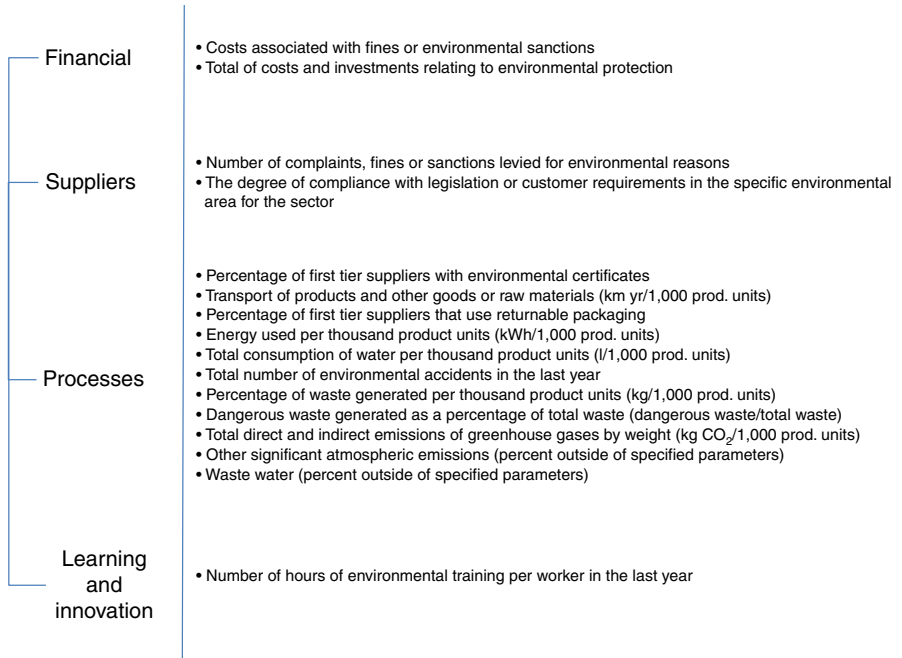 Financial
• Costs associated with fines or environmental sanctions
• Total of costs and investments relating to environmental protection
Suppliers
• Number of complaints, fines or sanctions levied for environmental reasons
• The degree of compliance with legislation or customer requirements in the specific environmental
area for the sector
Processes
• Percentage of first tier suppliers with environmental certificates
• Transport of products and other goods or raw materials (km yr/1,000 prod. units)
• Percentage of first tier suppliers that use returnable packaging
• Energy used per thousand product units (kWh/1,000 prod. units)
• Total consumption of water per thousand product units (l/1,000 prod. units)
• Total number of environmental accidents in the last year
• Percentage of waste generated per thousand product units (kg/1,000 prod. units)
• Dangerous waste generated as a percentage of total waste (dangerous waste/total waste)
• Total direct and indirect emissions of greenhouse gases by weight (kg CO₂/1,000 prod. units)
• Other significant atmospheric emissions (percent outside of specified parameters)
• Waste water (percent outside of specified parameters)
Learning
and
innovation
• Number of hours of environmental training per worker in the last year